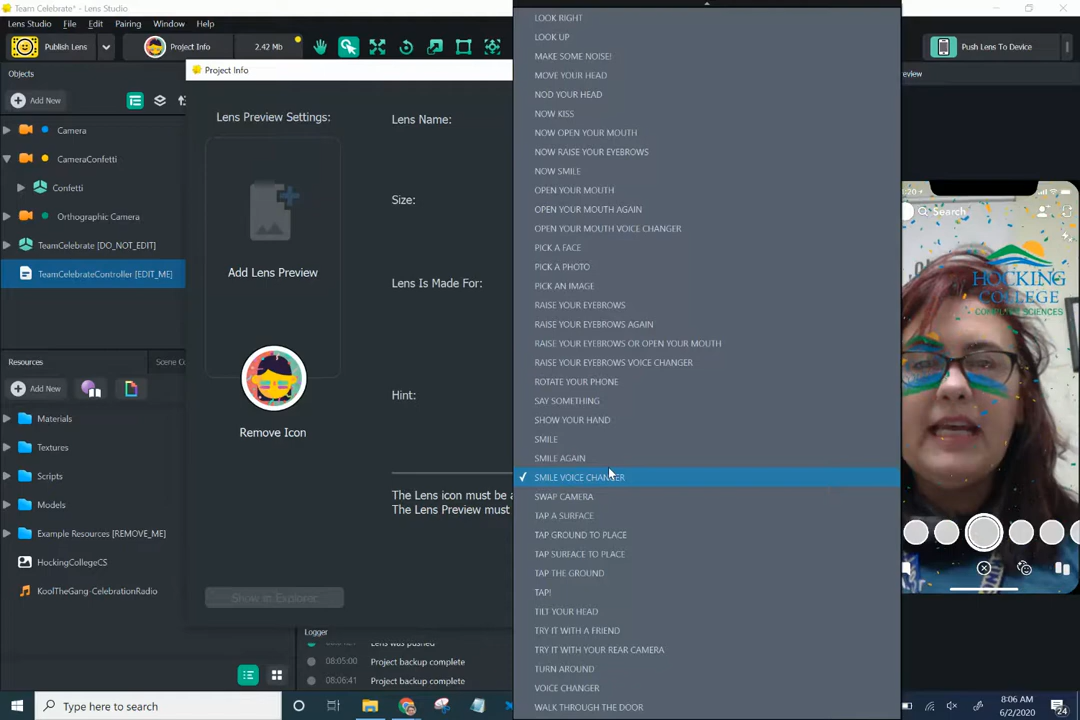 Team Celebrate* - Lens Studio
Lens Studio File Edit Pairing Window Help
Publish Lens Project Info 2.42 Mb Push Lens To Device
Objects
Project Info
Add New
Camera
CameraConfetti
Confetti
Orthographic Camera
TeamCelebrate [DO_NOT_EDIT]
TeamCelebrateController [EDIT_ME]
Resources
Add New
Materials
Textures
Scripts
Models
Example Resources [REMOVE_ME]
HockingCollegeCS
KoolTheGang-CelebrationRadio
Lens Preview Settings:
Add Lens Preview
Remove Icon
Show in Explorer
Lens Name:
Size:
Lens Is Made For:
Hint:
The Lens icon must be a
The Lens Preview must
Logger
Lens was pushed
08:05:00 Project backup complete
08:06:41 Project backup complete
LOOK RIGHT
LOOK UP
MAKE SOME NOISE!
MOVE YOUR HEAD
NOD YOUR HEAD
NOW KISS
NOW OPEN YOUR MOUTH
NOW RAISE YOUR EYEBROWS
NOW SMILE
OPEN YOUR MOUTH
OPEN YOUR MOUTH AGAIN
OPEN YOUR MOUTH VOICE CHANGER
PICK A FACE
PICK A PHOTO
PICK AN IMAGE
RAISE YOUR EYEBROWS
RAISE YOUR EYEBROWS AGAIN
RAISE YOUR EYEBROWS OR OPEN YOUR MOUTH
RAISE YOUR EYEBROWS VOICE CHANGER
ROTATE YOUR PHONE
SAY SOMETHING
SHOW YOUR HAND
SMILE
SMILE AGAIN
SMILE VOICE CHANGER
SWAP CAMERA
TAP A SURFACE
TAP GROUND TO PLACE
TAP SURFACE TO PLACE
TAP THE GROUND
TAP!
TILT YOUR HEAD
TRY IT WITH A FRIEND
TRY IT WITH YOUR REAR CAMERA
TURN AROUND
VOICE CHANGER
WALK THROUGH THE DOOR
Search
HOCKING
COLLEGE
COMPUTER SCIENCES
Type here to search
8:06 AM
6/2/2020
24